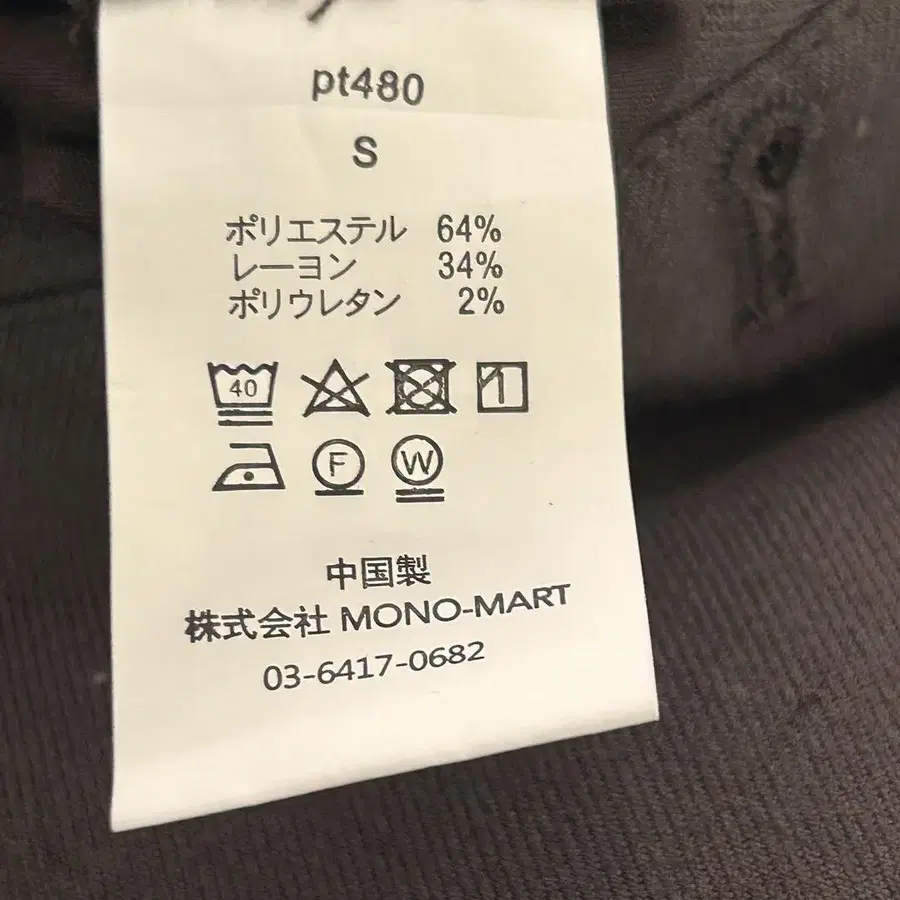 pt480
S
ポリエステル 64%
レーヨン 34%
ポリウレタン 2%
40
F W
中国製
株式会社 MONO-MART
03-6417-0682